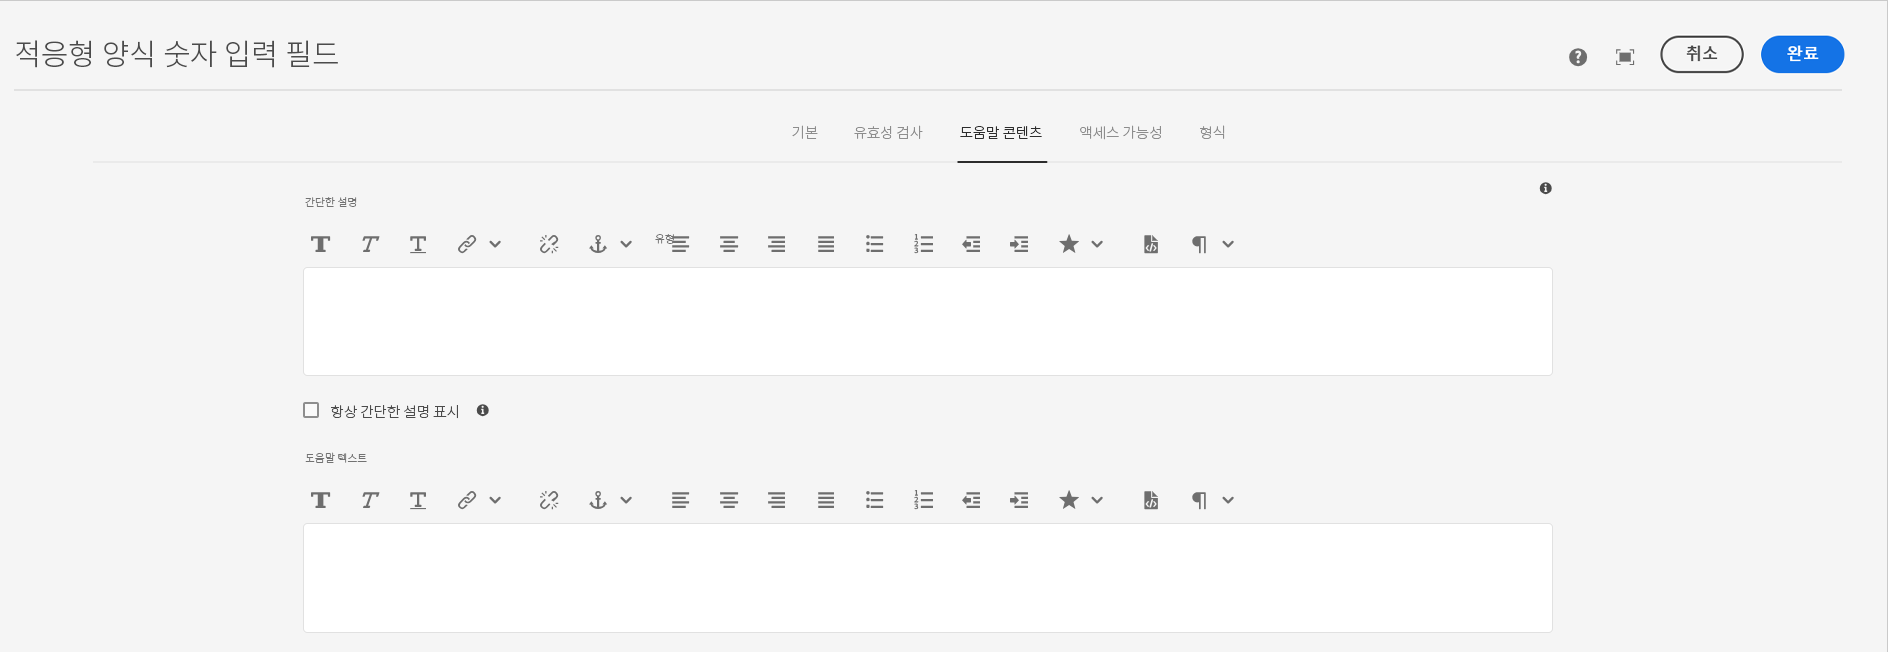 적응형 양식 숫자 입력 필드
취소
완료
기본
유효성 검사
도움말 콘텐츠
액세스 가능성
형식
간단한 설명
유형
항상 간단한 설명 표시
도움말 텍스트